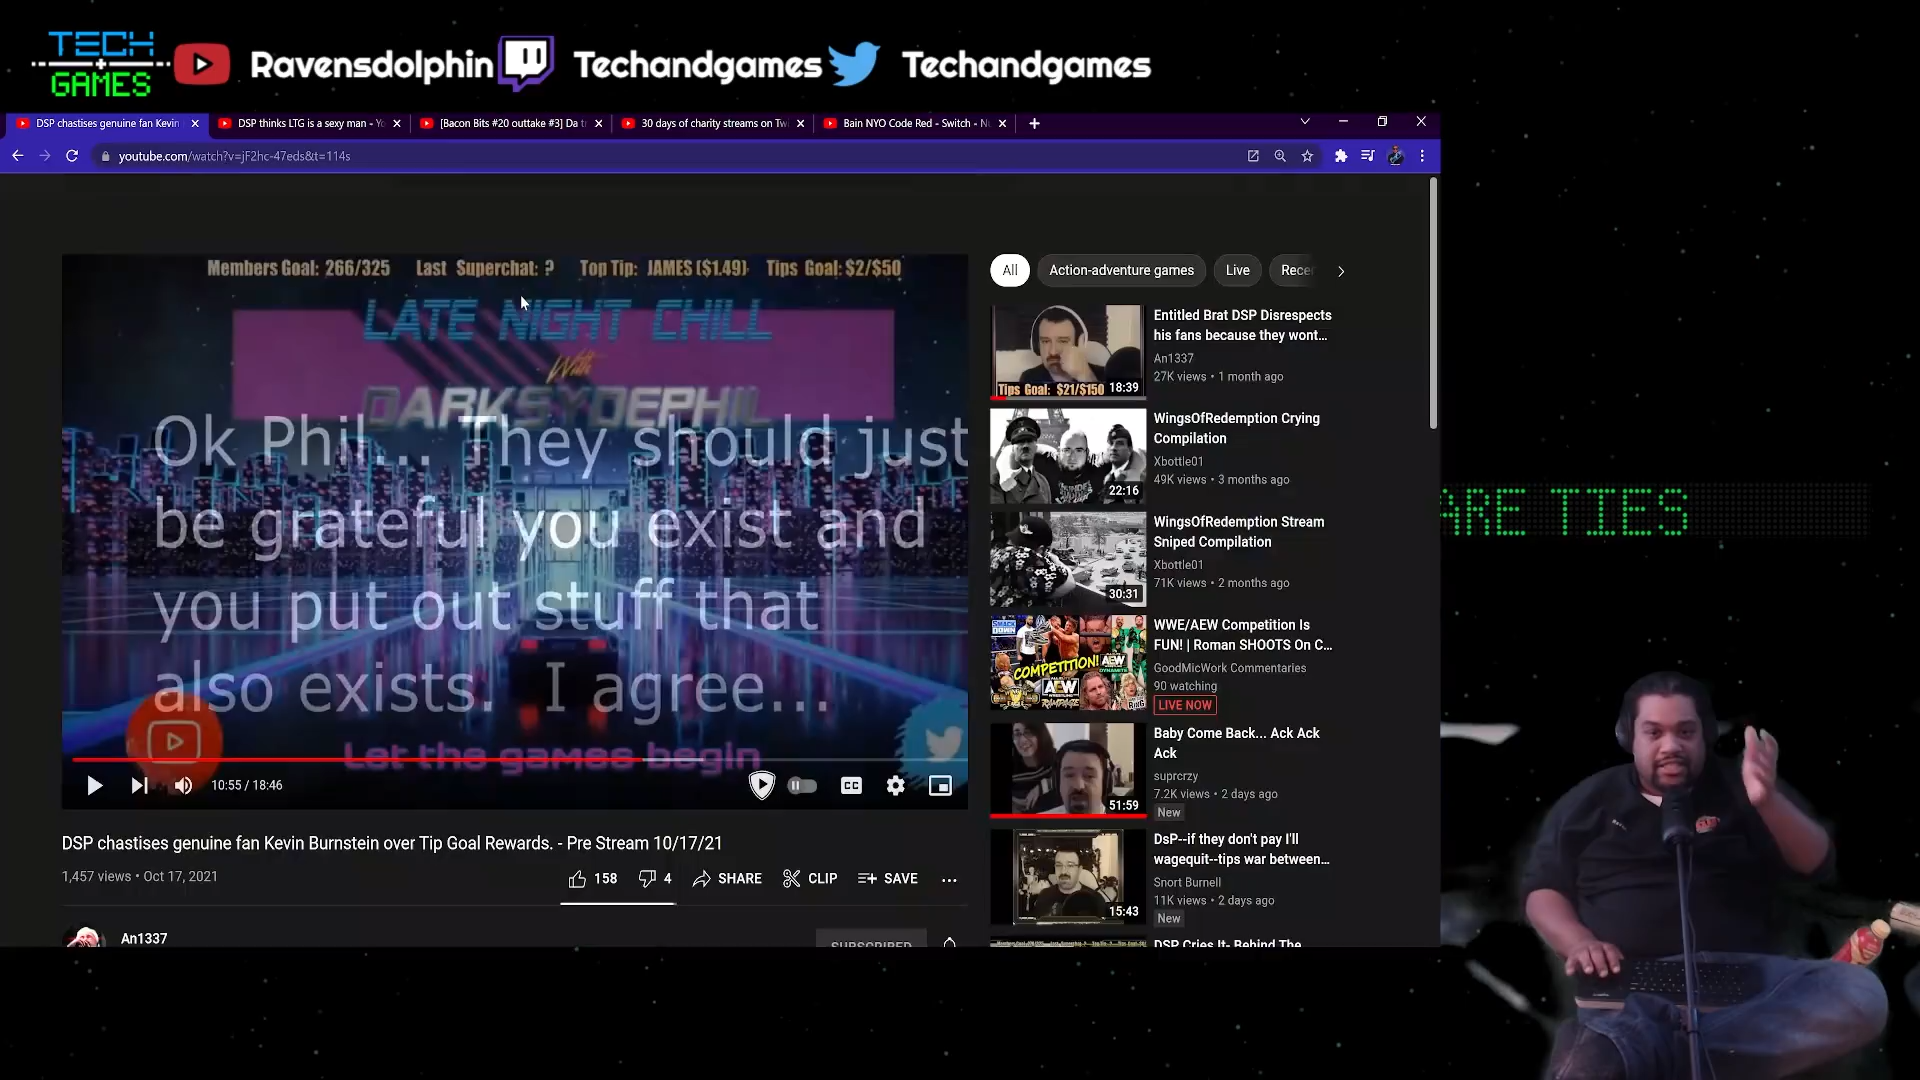 TECH
GAMES
Ravensdolphin
Techandgames
Techandgames
DSP chastises genuine fan Kevin
DSP thinks LTG is a sexy man - Yo
[Bacon Bits #20 outtake #3] Da t
30 days of charity streams on Tw
Bain NYO Code Red - Switch - N
youtube.com/watch?v=jF2hc-47eds&t=114s
Members Goal: 266/325 Last Superchat: ? Top Tip: JAMES ($1.49) Tips Goal: $2/$50
LATE NIGHT CHILL
With
DARKSYDEPHIL
Ok Phil... They should just
be grateful you exist and
you put out stuff that
also exists. I agree...
Let the games begin
10:55 / 18:46
CC
DSP chastises genuine fan Kevin Burnstein over Tip Goal Rewards. - Pre Stream 10/17/21
1,457 views • Oct 17, 2021
158
4
SHARE
CLIP
SAVE
An1337
SUBSCRIBED
All
Action-adventure games
Live
Rece
Tips Goal: $21/$150
18:39
Entitled Brat DSP Disrespects
his fans because they wont...
An1337
27K views • 1 month ago
22:16
WingsOfRedemption Crying
Compilation
Xbottle01
49K views • 3 months ago
30:31
WingsOfRedemption Stream
Sniped Compilation
Xbottle01
71K views • 2 months ago
COMPETITION!
AEW
WWE/AEW Competition Is
FUN! | Roman SHOOTS On C...
GoodMicWork Commentaries
90 watching
LIVE NOW
51:59
Baby Come Back... Ack Ack
Ack
suprcrzy
7.2K views • 2 days ago
New
15:43
DsP--if they don't pay I'll
wagequit--tips war between...
Snort Burnell
11K views • 2 days ago
New
DSP Cries It- Behind The
ARE TIES